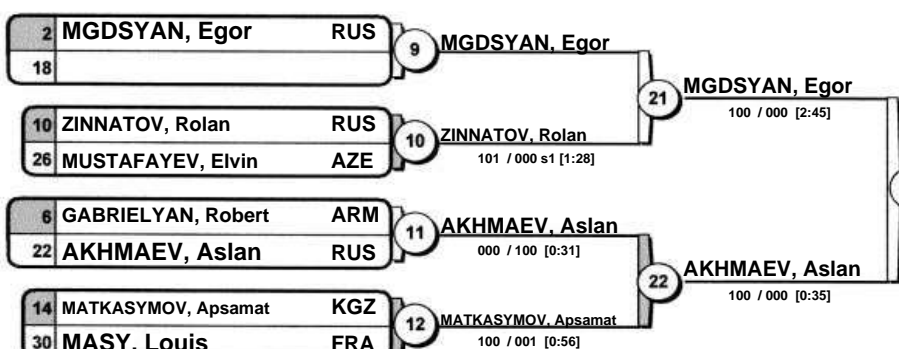 2 MGDSYAN, Egor RUS
18
9 MGDSYAN, Egor
21 MGDSYAN, Egor
100 / 000 [2:45]
10 ZINNATOV, Rolan RUS
26 MUSTAFAYEV, Elvin AZE
10 ZINNATOV, Rolan
101 / 000 s1 [1:28]
6 GABRIELYAN, Robert ARM
22 AKHMAEV, Aslan RUS
11 AKHMAEV, Aslan
000 / 100 [0:31]
22 AKHMAEV, Aslan
100 / 000 [0:35]
14 MATKASYMOV, Apsamat KGZ
30 MASY, Louis FRA
12 MATKASYMOV, Apsamat
100 / 001 [0:56]